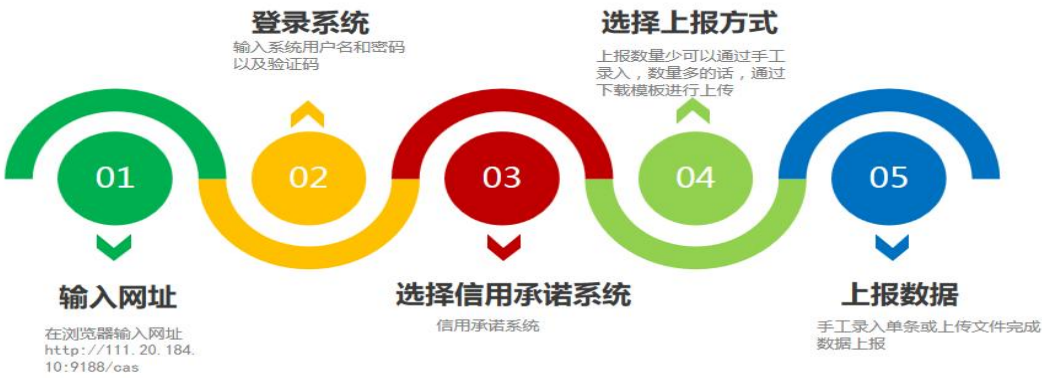 登录系统
输入系统用户名和密码
以及验证码
选择上报方式
上报数量少可以通过手工
录入，数量多的话，通过
下载模板进行上传
01
02
03
04
05
输入网址
在浏览器输入网址
http://111.20.184.
10:9188/cas
选择信用承诺系统
信用承诺系统
上报数据
手工录入单条或上传文件完成
数据上报